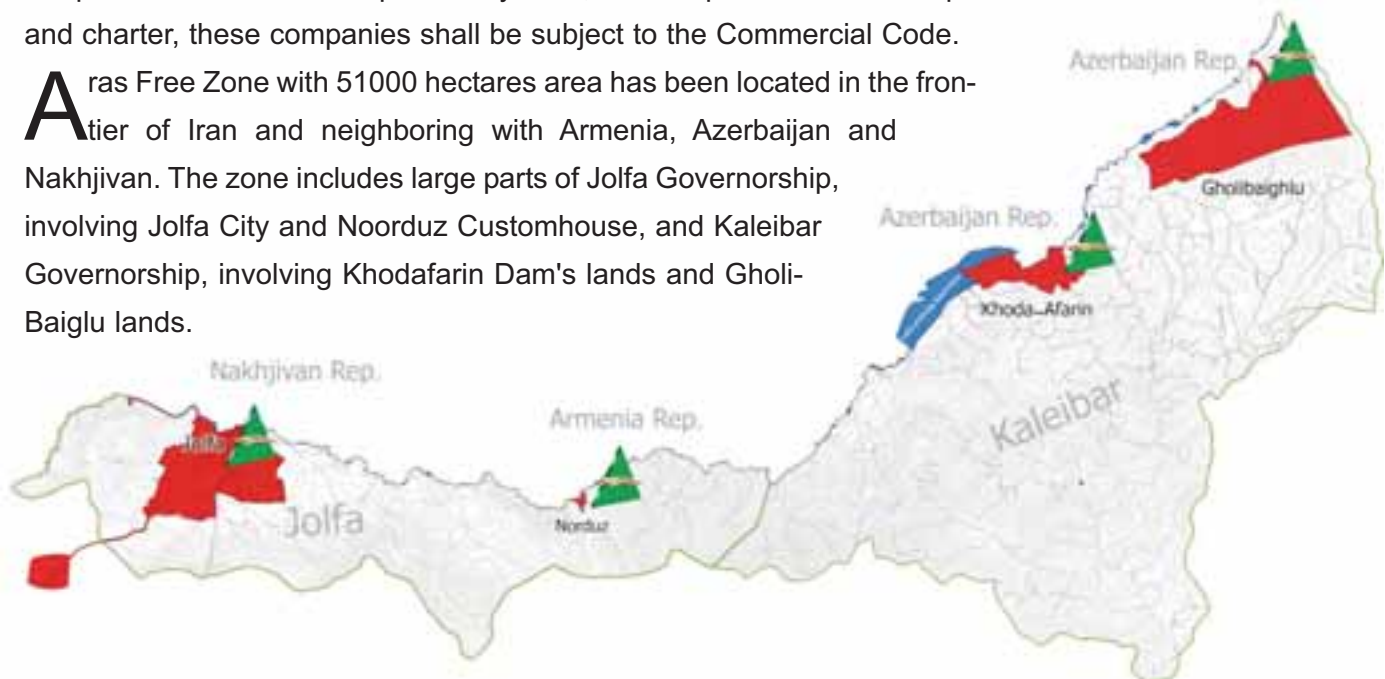 and charter, these companies shall be subject to the Commercial Code.
Aras Free Zone with 51000 hectares area has been located in the fron-
tier of Iran and neighboring with Armenia, Azerbaijan and
Nakhjivan. The zone includes large parts of Jolfa Governorship,
involving Jolfa City and Noorduz Customhouse, and Kaleibar
Governorship, involving Khodafarin Dam's lands and Gholi-
Baiglu lands.
Azerbaijan Rep.
Gholibaighlu
Azerbaijan Rep.
Khoda-Afarin
Kaleibar
Nakhjivan Rep.
Jolfa
Jolfa
Armenia Rep.
Norduz